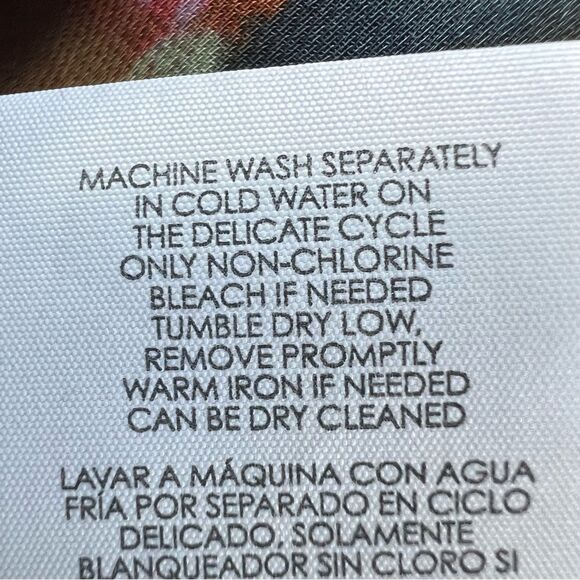 MACHINE WASH SEPARATELY
IN COLD WATER ON
THE DELICATE CYCLE
ONLY NON-CHLORINE
BLEACH IF NEEDED
TUMBLE DRY LOW,
REMOVE PROMPTLY
WARM IRON IF NEEDED
CAN BE DRY CLEANED
LAVAR A MÁQUINA CON AGUA
FRÍA POR SEPARADO EN CICLO
DELICADO, SOLAMENTE
BLANQUEADOR SIN CLORO SI